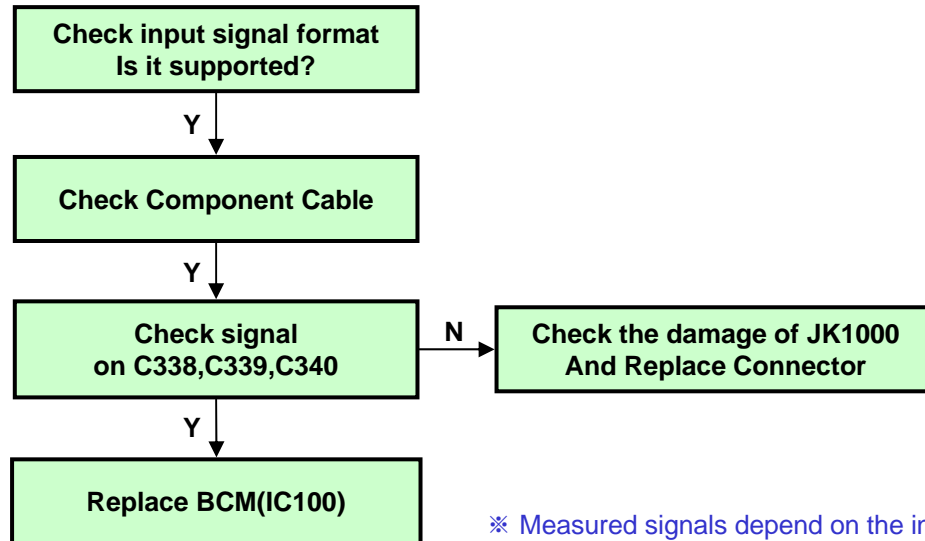 Check input signal format
Is it supported?
Y
Check Component Cable
Y
Check signal
on C338,C339,C340
N
Check the damage of JK1000
And Replace Connector
Y
Replace BCM(IC100)
※ Measured signals depend on the